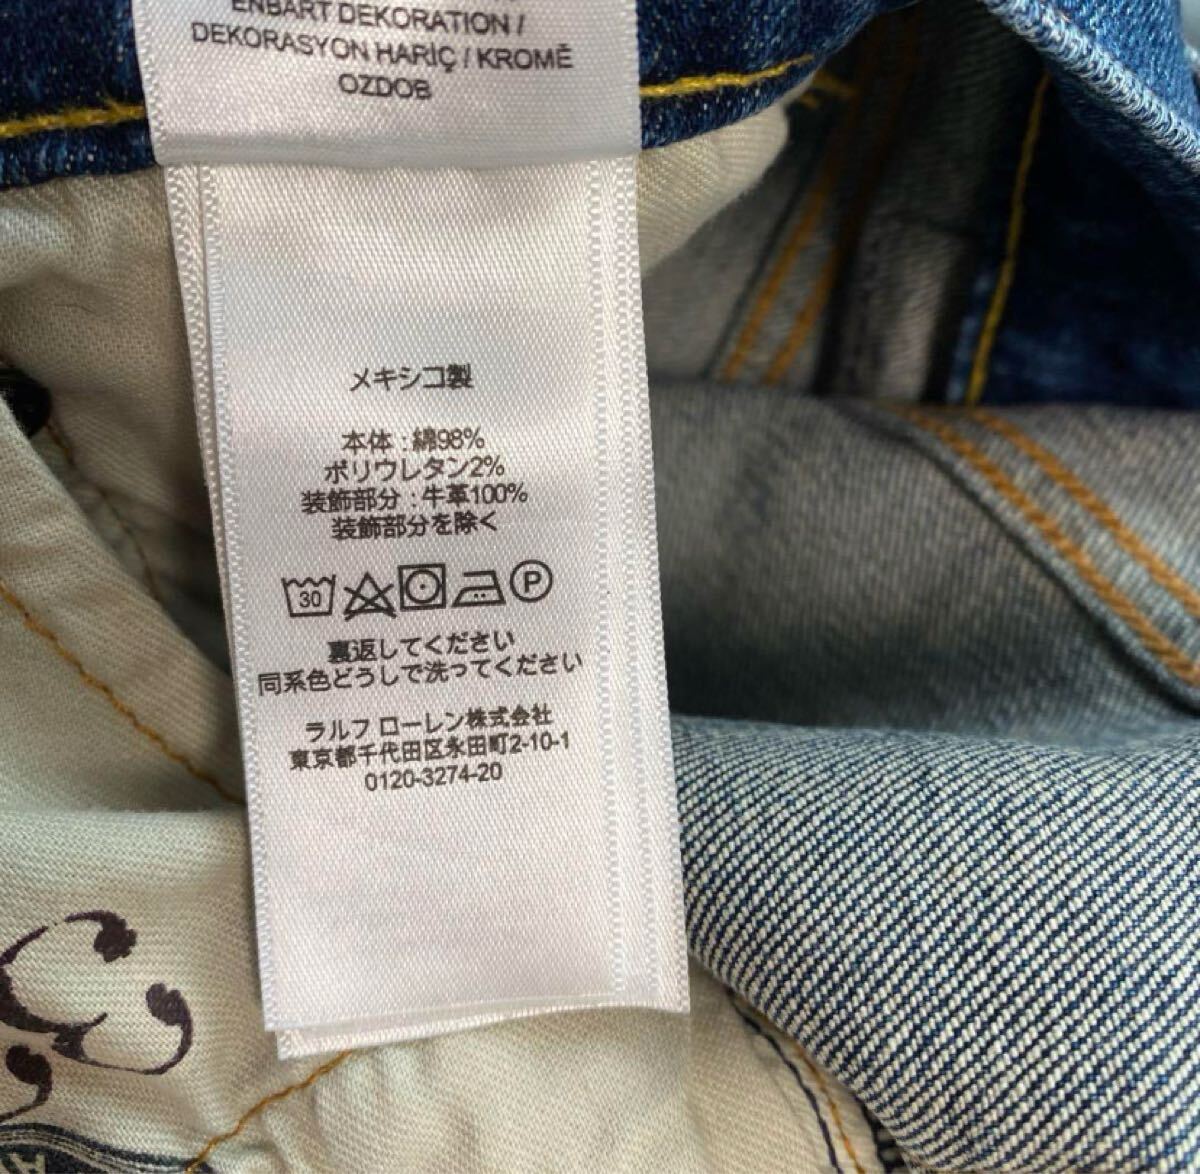 ENBART DEKORATION /
DEKORASYON HARİÇ / KROMĚ
OZDOB
メキシコ製
本体 : 綿98%
ポリウレタン2%
装飾部分 : 牛革100%
装飾部分を除く
30 P
裏返してください
同系色どうしで洗ってください
ラルフ ローレン株式会社
東京都千代田区永田町2-10-1
0120-3274-20